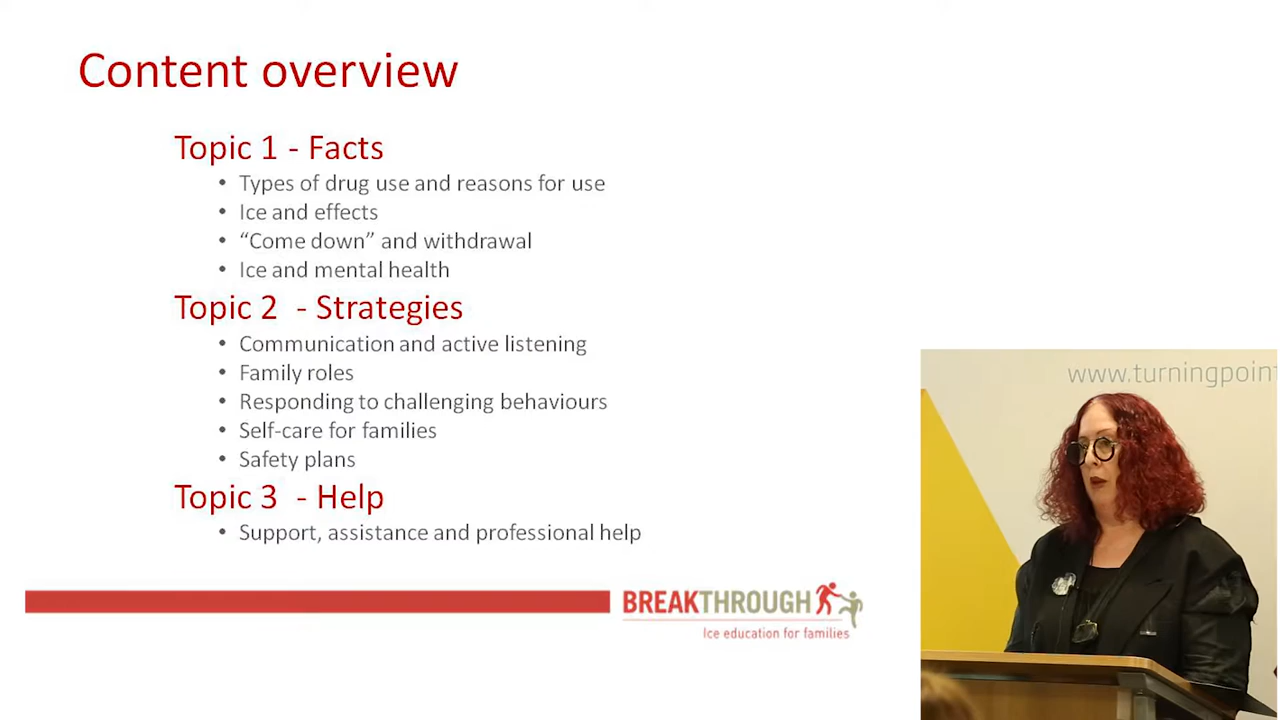 Content overview
Topic 1 - Facts
• Types of drug use and reasons for use
• Ice and effects
• “Come down” and withdrawal
• Ice and mental health
Topic 2  - Strategies
• Communication and active listening
• Family roles
• Responding to challenging behaviours
• Self-care for families
• Safety plans
Topic 3  - Help
• Support, assistance and professional help
BREAKTHROUGH
Ice education for families
www.turningpoin